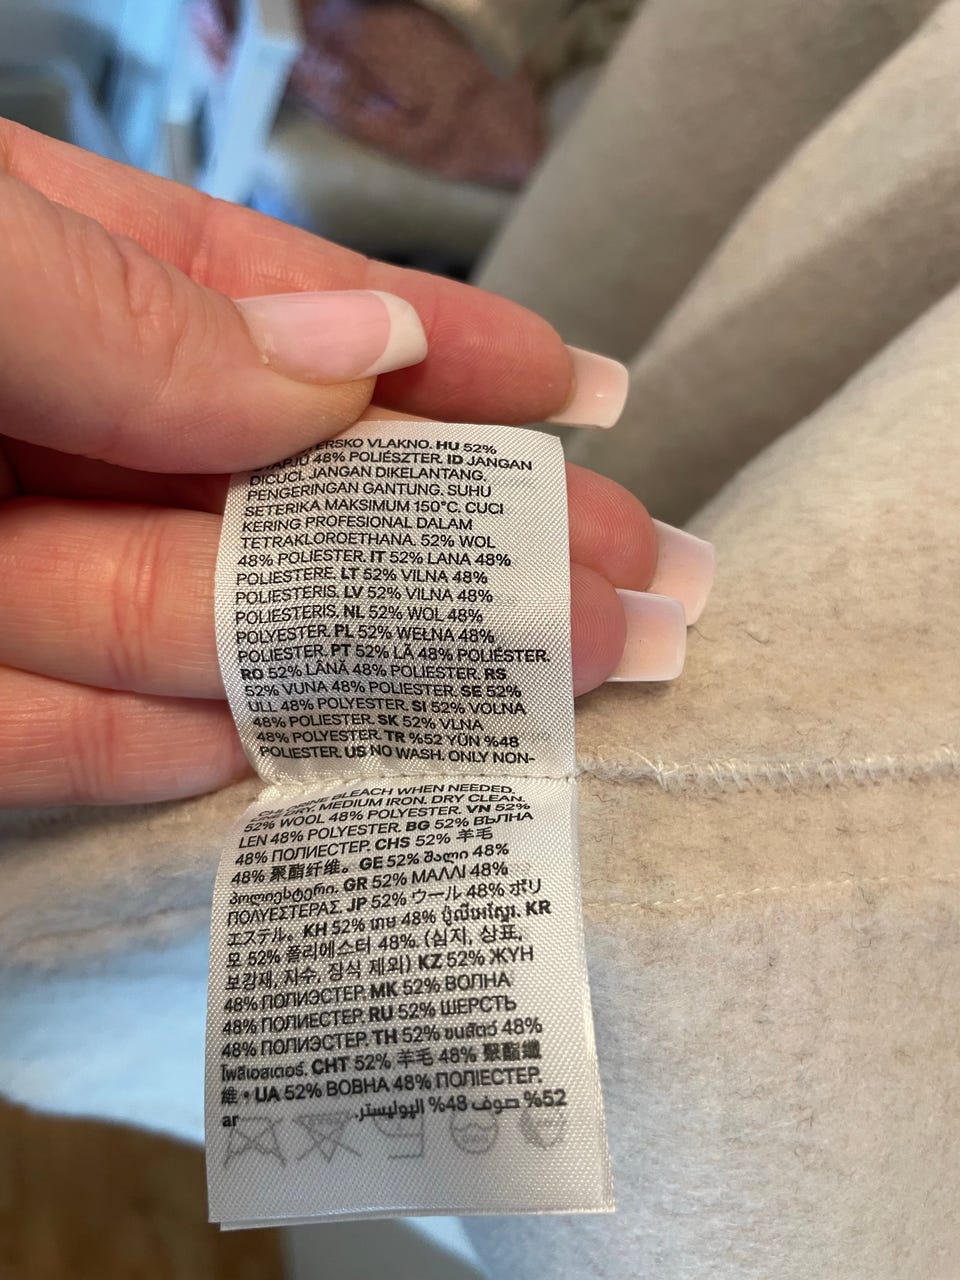 ERSKO VLAKNO. HU 52%
48% POLIÉSZTER. ID JANGAN
DICUCI. JANGAN DIKELANTANG.
PENGERINGAN GANTUNG. SUHU
SETERIKA MAKSIMUM 150°C. CUCI
KERING PROFESIONAL DALAM
TETRAKLOROETHANA. 52% WOL
48% POLIESTER. IT 52% LANA 48%
POLIESTERE. LT 52% VILNA 48%
POLIESTERIS. LV 52% VILNA 48%
POLIESTERIS. NL 52% WOL 48%
POLYESTER. PL 52% WEŁNA 48%
POLIESTER. PT 52% LÃ 48% POLIÉSTER.
RO 52% LÂNĂ 48% POLIESTER. RS
52% VUNA 48% POLIESTER. SE 52%
ULL 48% POLYESTER. SI 52% VOLNA
48% POLIESTER. SK 52% VLNA
48% POLYESTER. TR %52 YÜN %48
POLIESTER. US NO WASH. ONLY NON-
CHLORINE BLEACH WHEN NEEDED.
LINE DRY. MEDIUM IRON. DRY CLEAN.
52% WOOL 48% POLYESTER. VN 52%
LEN 48% POLYESTER. BG 52% ВЪЛНА
48% ПОЛИЕСТЕР. CHS 52% 羊毛
48% 聚酯纤维。 GE 52% შალი 48%
პოლიესტერი. GR 52% ΜΑΛΛΙ 48%
ΠΟΛΥΕΣΤΕΡΑΣ. JP 52% ウール 48% ポリ
エステル。 KH 52% រោម 48% ប៉ូលីអេស្ទែរ. KR
모 52% 폴리에스터 48%. (심지, 상표,
보강재, 자수, 장식 제외) KZ 52% ЖҮН
48% ПОЛИЭСТЕР. MK 52% ВОЛНА
48% ПОЛИЕСТЕР. RU 52% ШЕРСТЬ
48% ПОЛИЭСТЕР. TH 52% ขนสัตว์ 48%
โพลีเอสเตอร์. CHT 52% 羊毛 48% 聚酯纖
維。UA 52% ВОВНА 48% ПОЛІЕСТЕР.
ar %52 صوف %48 البوليستر.